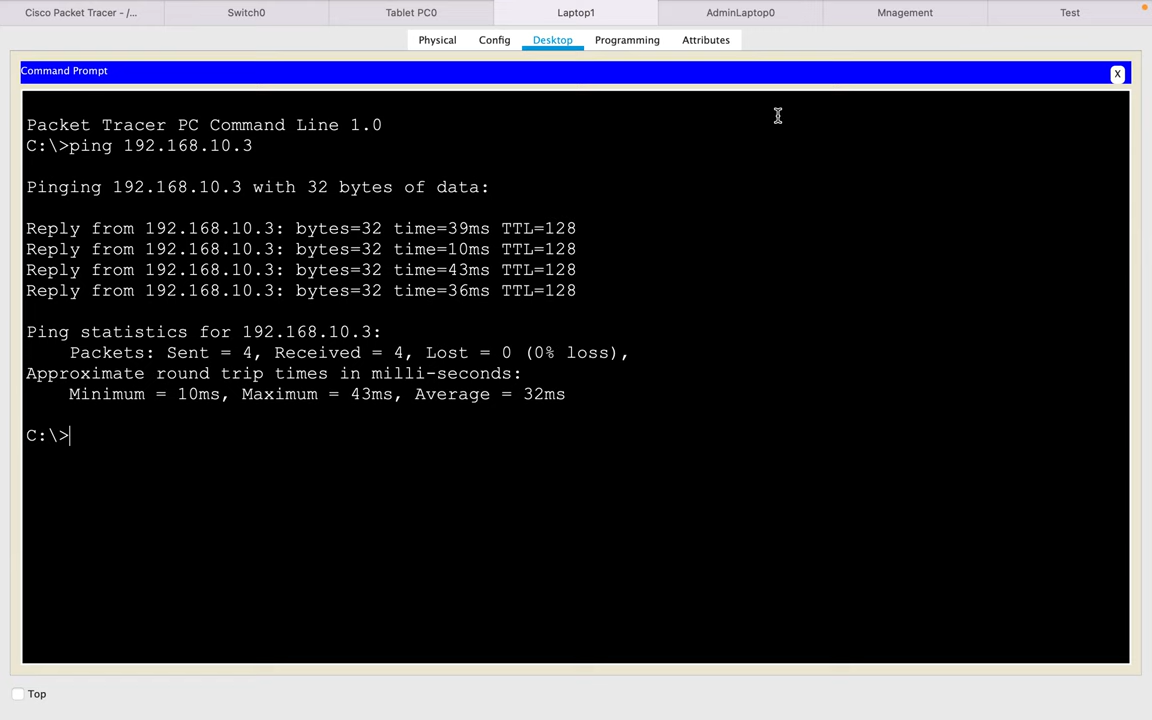 Cisco Packet Tracer - /...
Switch0
Tablet PC0
Laptop1
AdminLaptop0
Mnagement
Test
Physical
Config
Desktop
Programming
Attributes
Command Prompt
X
Packet Tracer PC Command Line 1.0
C:\>ping 192.168.10.3
Pinging 192.168.10.3 with 32 bytes of data:
Reply from 192.168.10.3: bytes=32 time=39ms TTL=128
Reply from 192.168.10.3: bytes=32 time=10ms TTL=128
Reply from 192.168.10.3: bytes=32 time=43ms TTL=128
Reply from 192.168.10.3: bytes=32 time=36ms TTL=128
Ping statistics for 192.168.10.3:
Packets: Sent = 4, Received = 4, Lost = 0 (0% loss),
Approximate round trip times in milli-seconds:
Minimum = 10ms, Maximum = 43ms, Average = 32ms
C:\>
Top